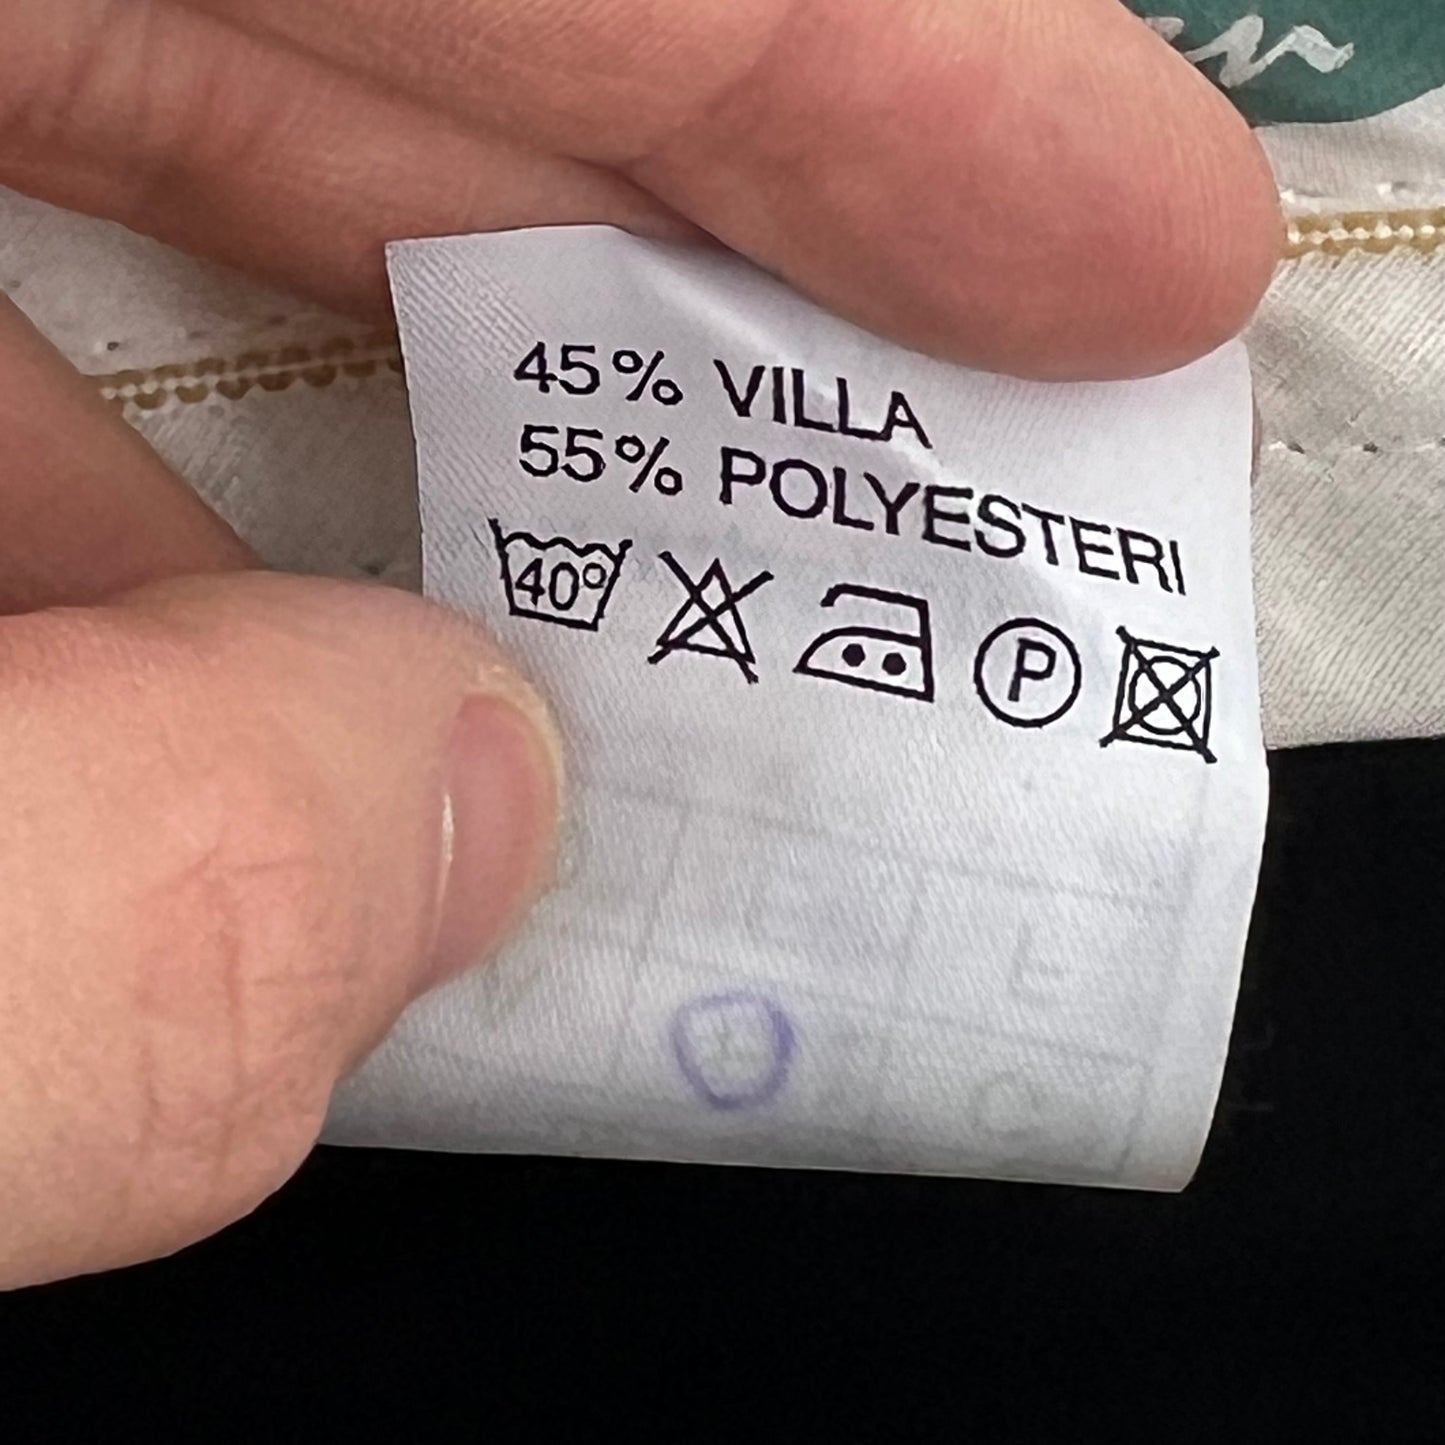 45% VILLA
55% POLYESTERI
40°
P